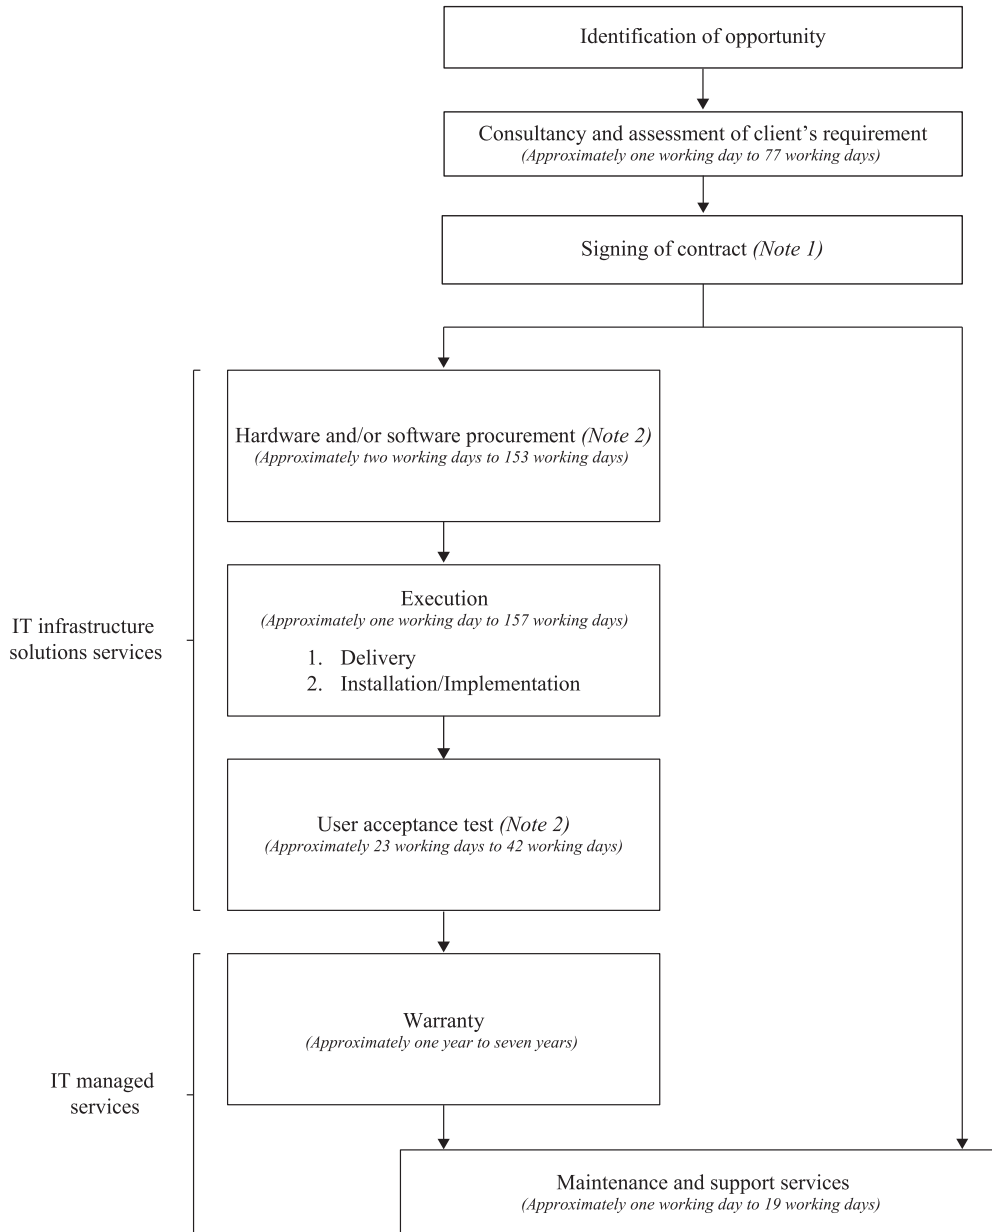 Identification of opportunity
Consultancy and assessment of client’s requirement
(Approximately one working day to 77 working days)
Signing of contract (Note 1)
Hardware and/or software procurement (Note 2)
(Approximately two working days to 153 working days)
IT infrastructure
solutions services
Execution
(Approximately one working day to 157 working days)
1. Delivery
2. Installation/Implementation
User acceptance test (Note 2)
(Approximately 23 working days to 42 working days)
Warranty
(Approximately one year to seven years)
IT managed
services
Maintenance and support services
(Approximately one working day to 19 working days)